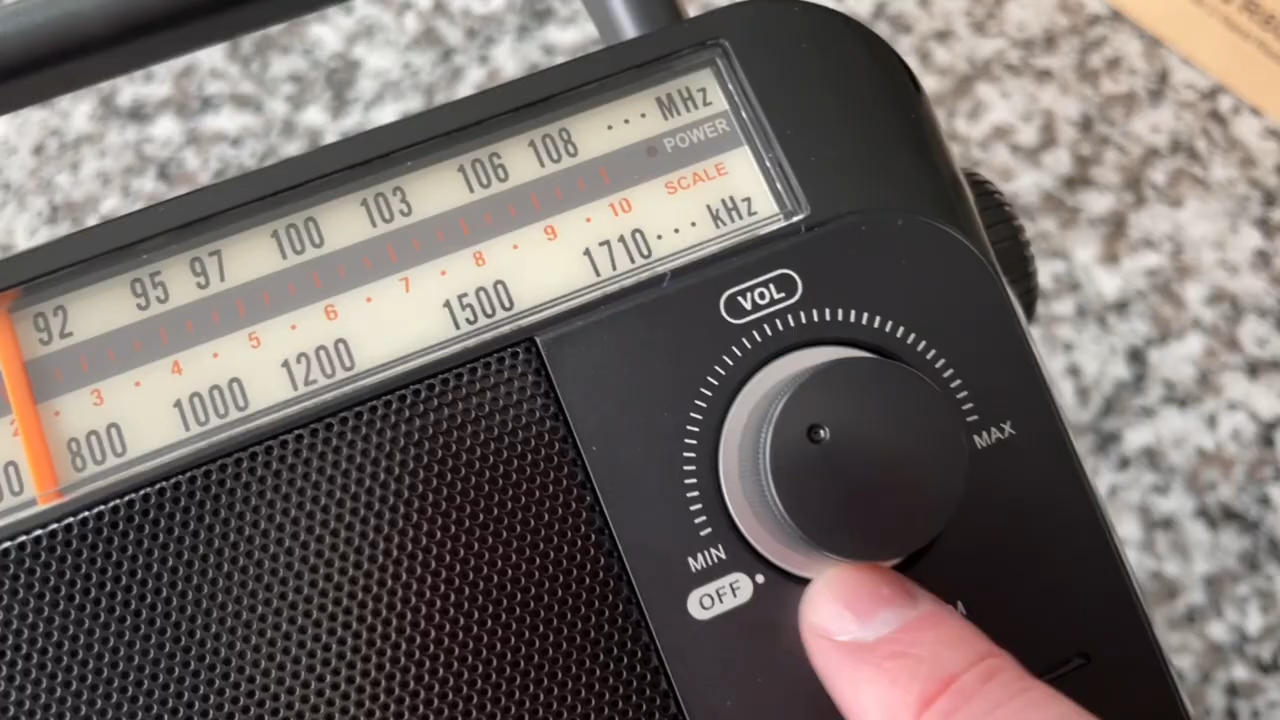 92 95 97 100 103 106 108 ... MHz
POWER
3 · 4 · 5 · 6 · 7 · 8 · 9 · 10 SCALE
800 1000 1200 1500 1710 ... kHz
VOL
MAX
MIN
OFF